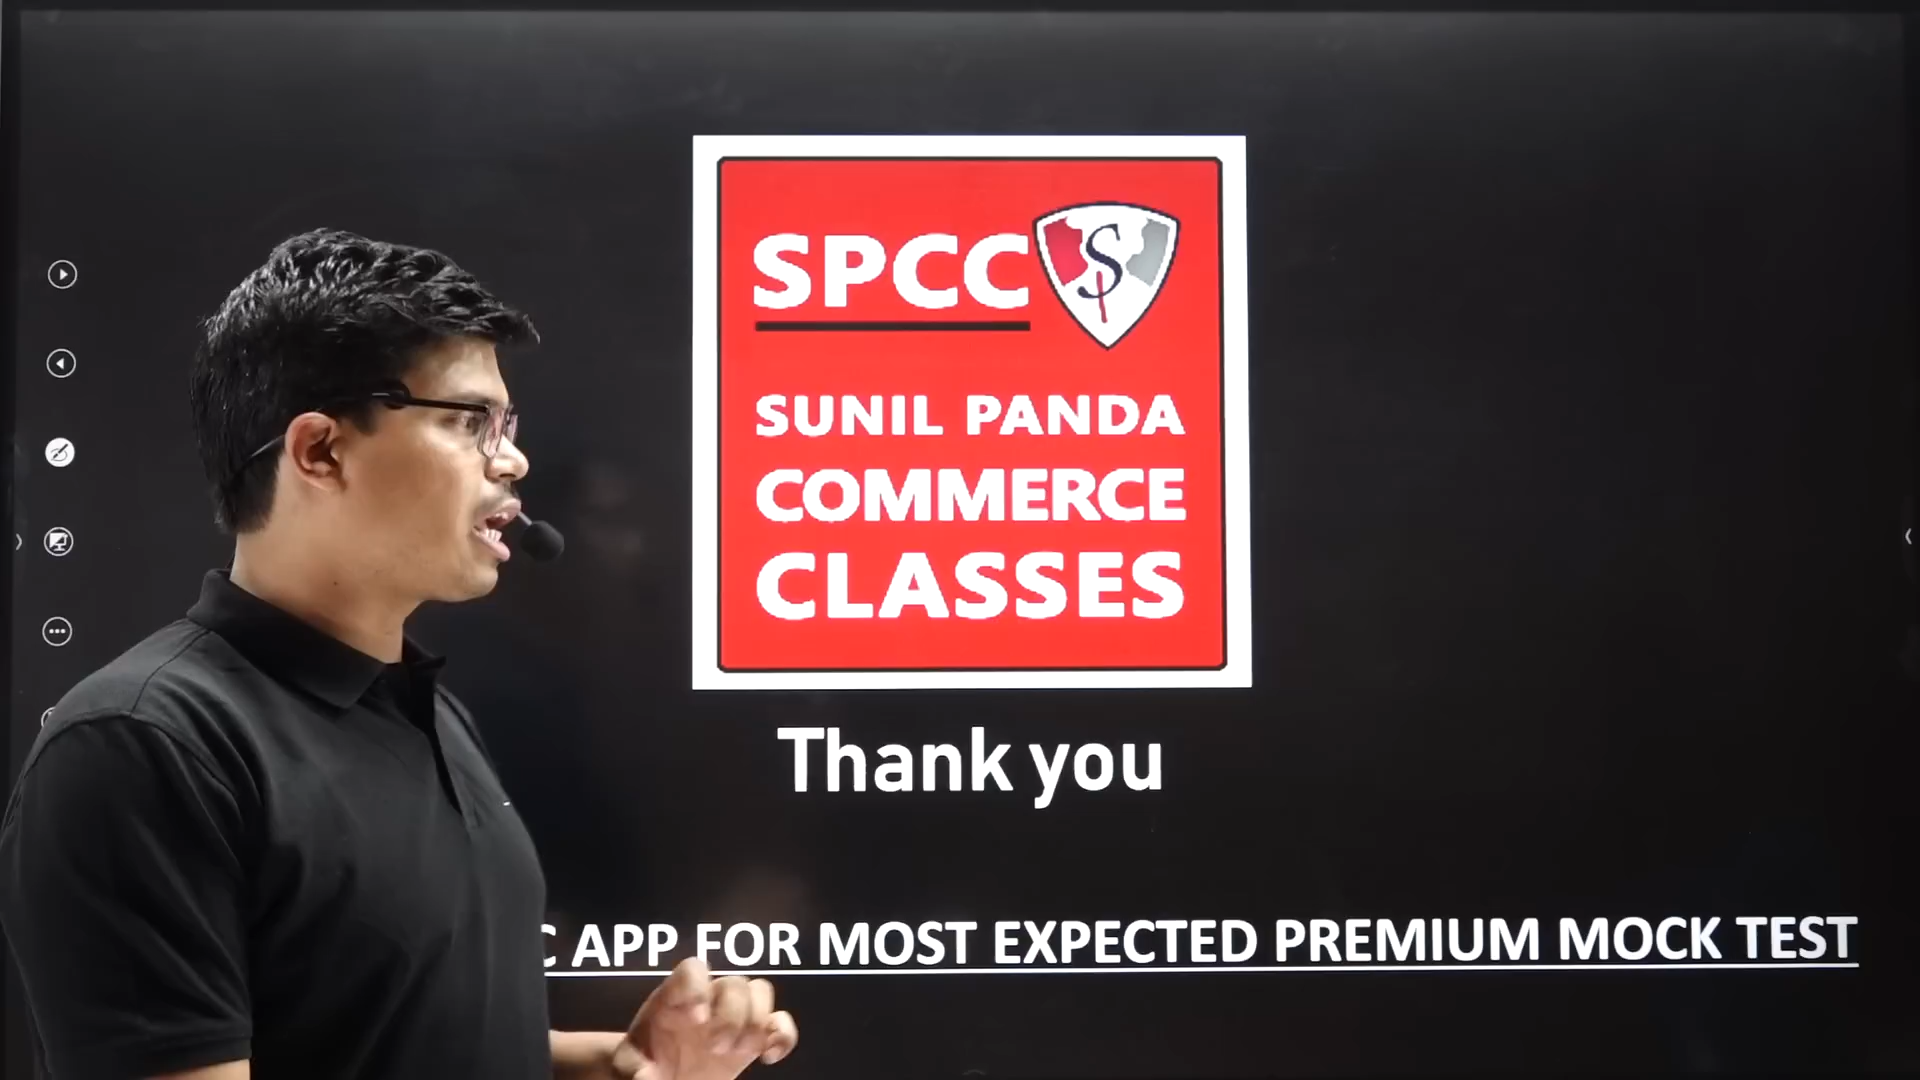 SPCC
SUNIL PANDA
COMMERCE
CLASSES
Thank you
C APP FOR MOST EXPECTED PREMIUM MOCK TEST